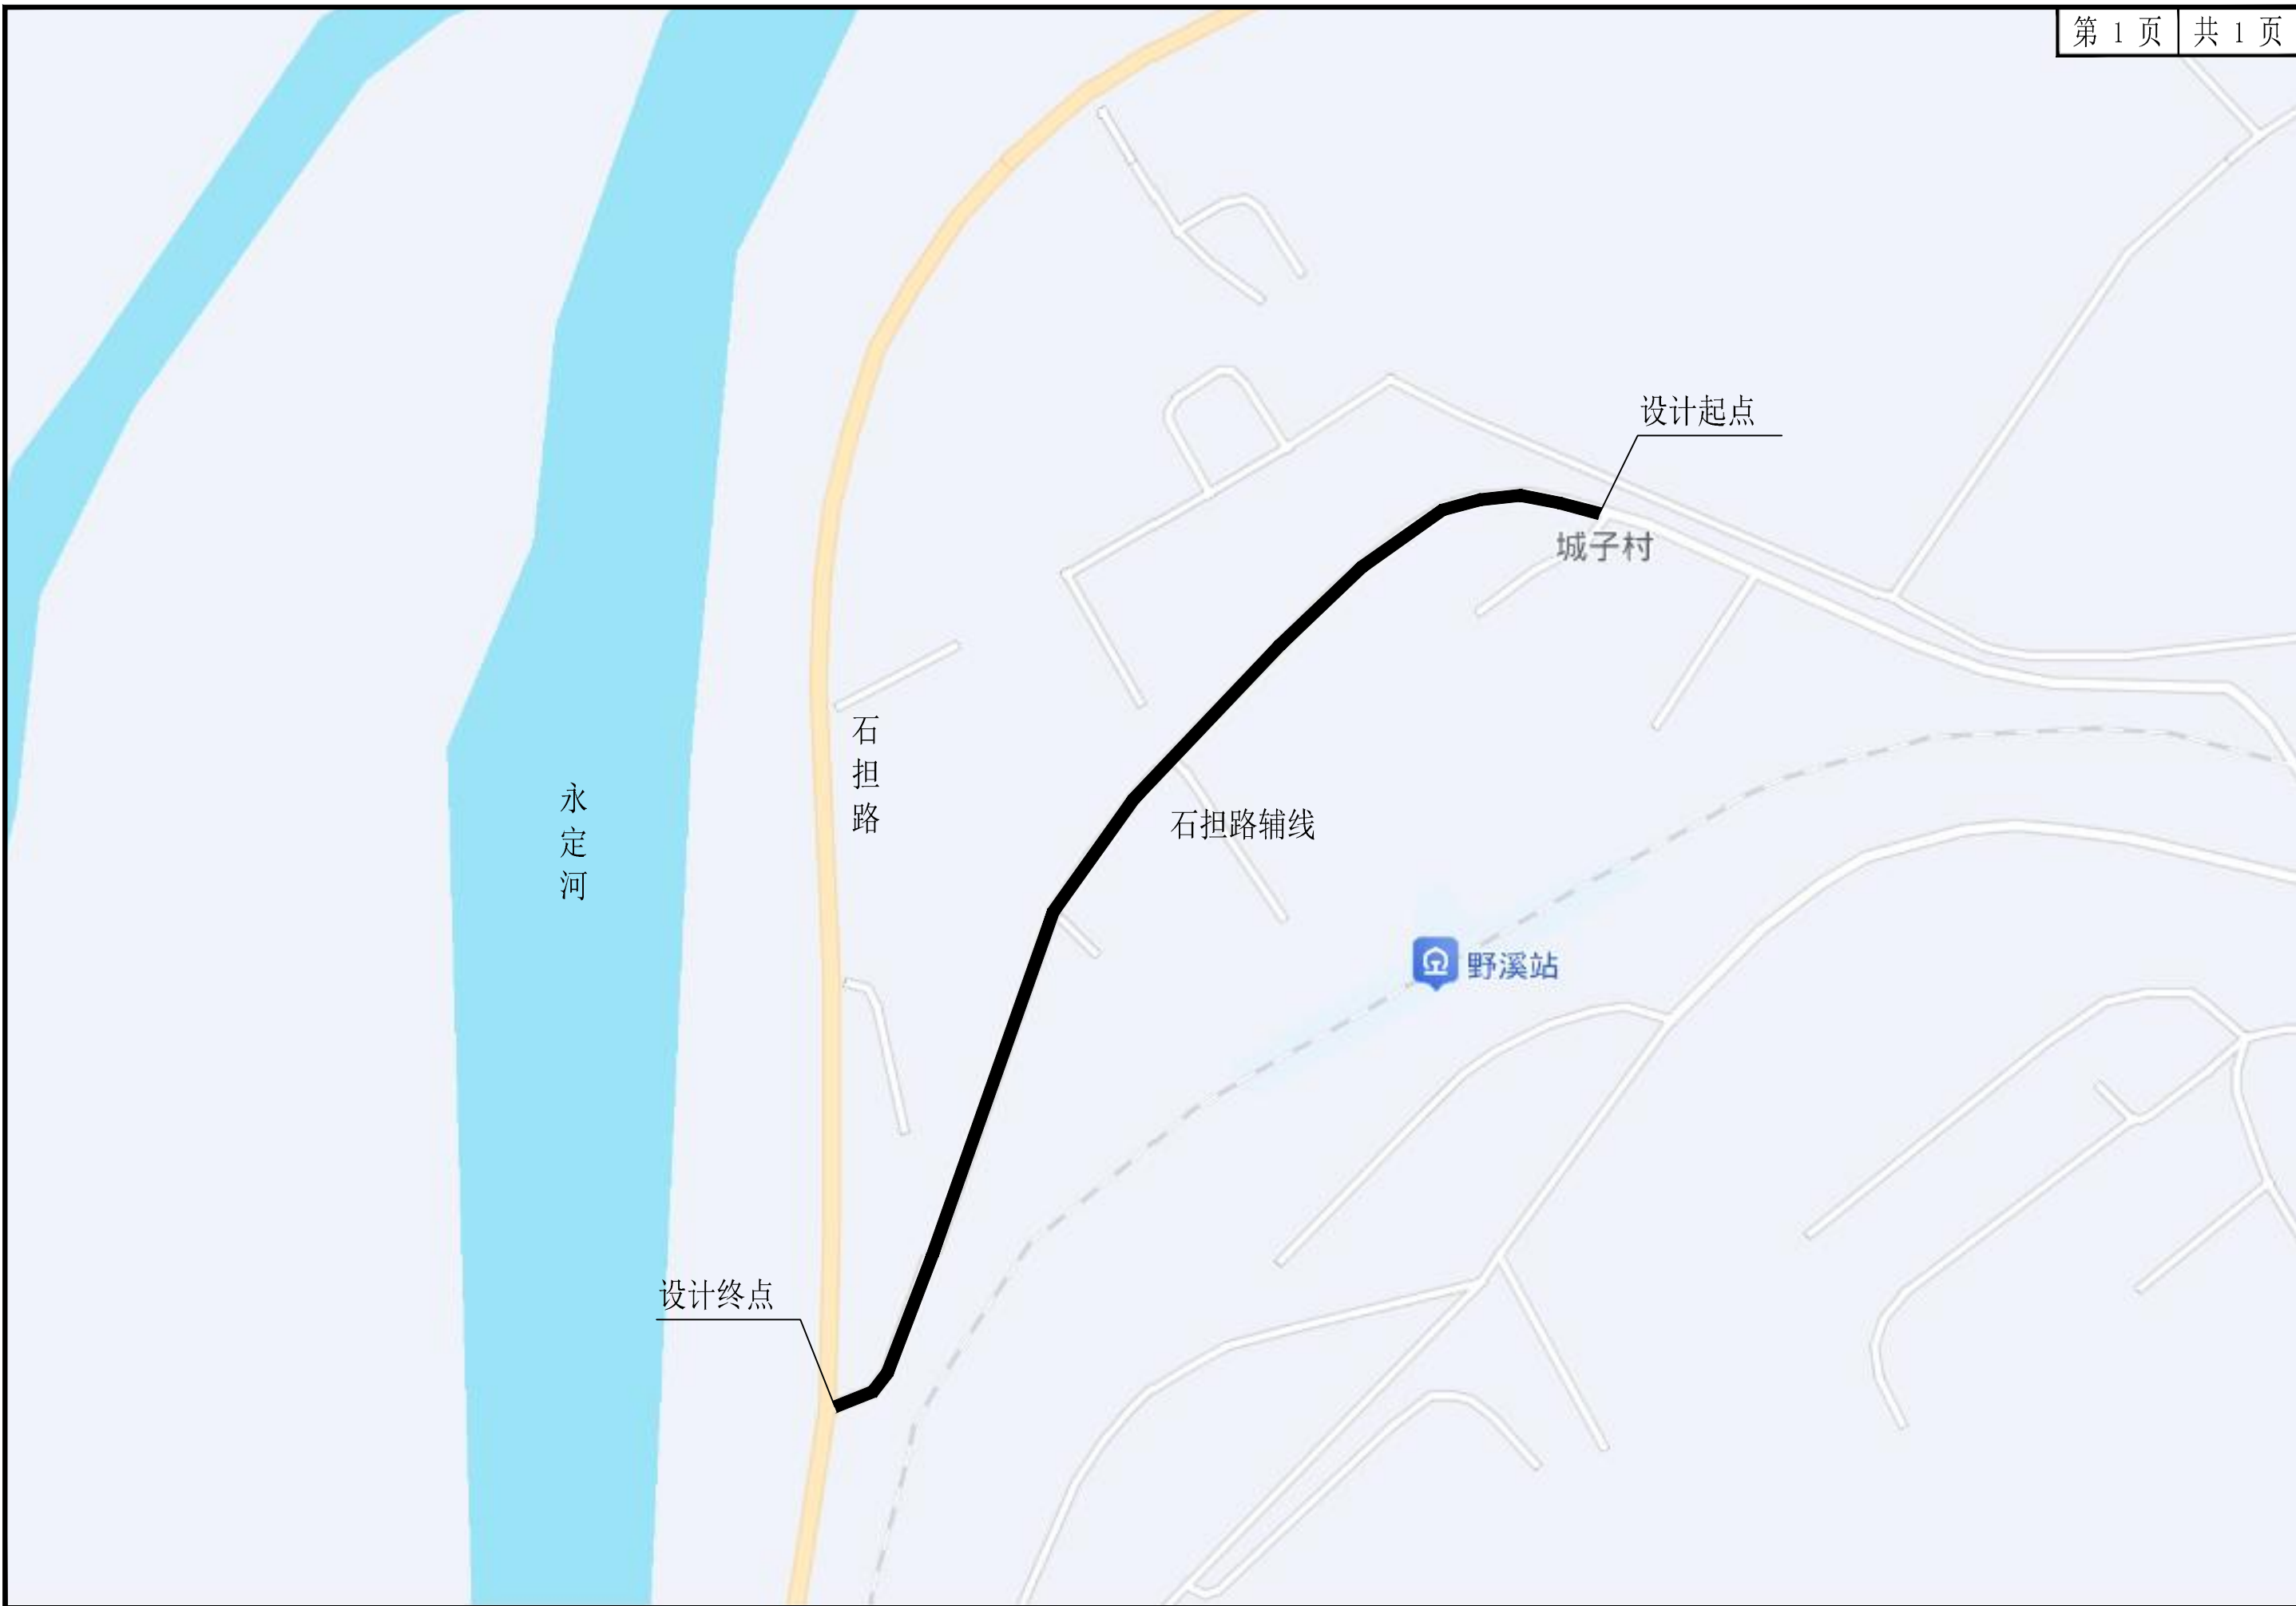 第 1 页 共 1 页
设计起点
城子村
石担路
永定河
石担路辅线
野溪站
设计终点